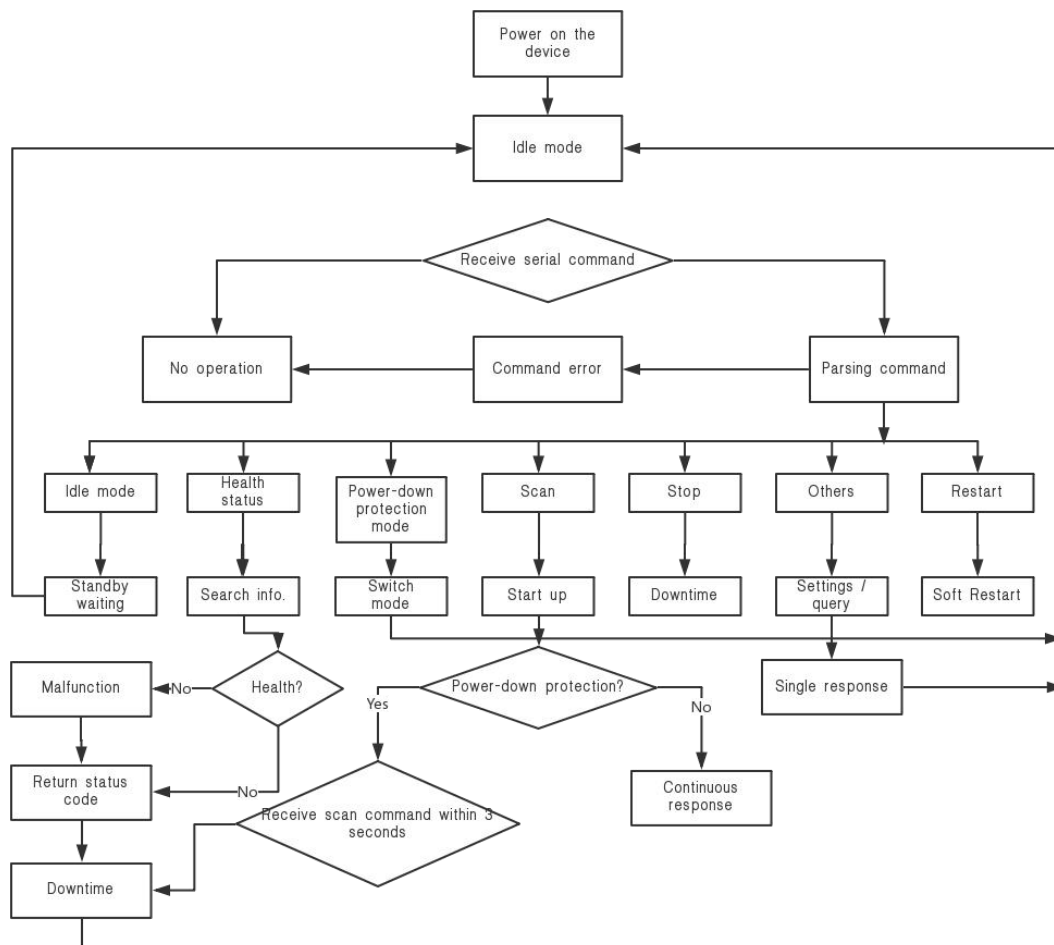 Power on the
device
Idle mode
Receive serial command
No operation
Command error
Parsing command
Idle mode
Health
status
Power-down
protection
mode
Scan
Stop
Others
Restart
Standby
waiting
Search info.
Switch
mode
Start up
Downtime
Settings /
query
Soft Restart
Malfunction
No
Health?
Power-down protection?
Single response
Yes
No
Return status
code
No
Continuous
response
Receive scan command within 3
seconds
Downtime